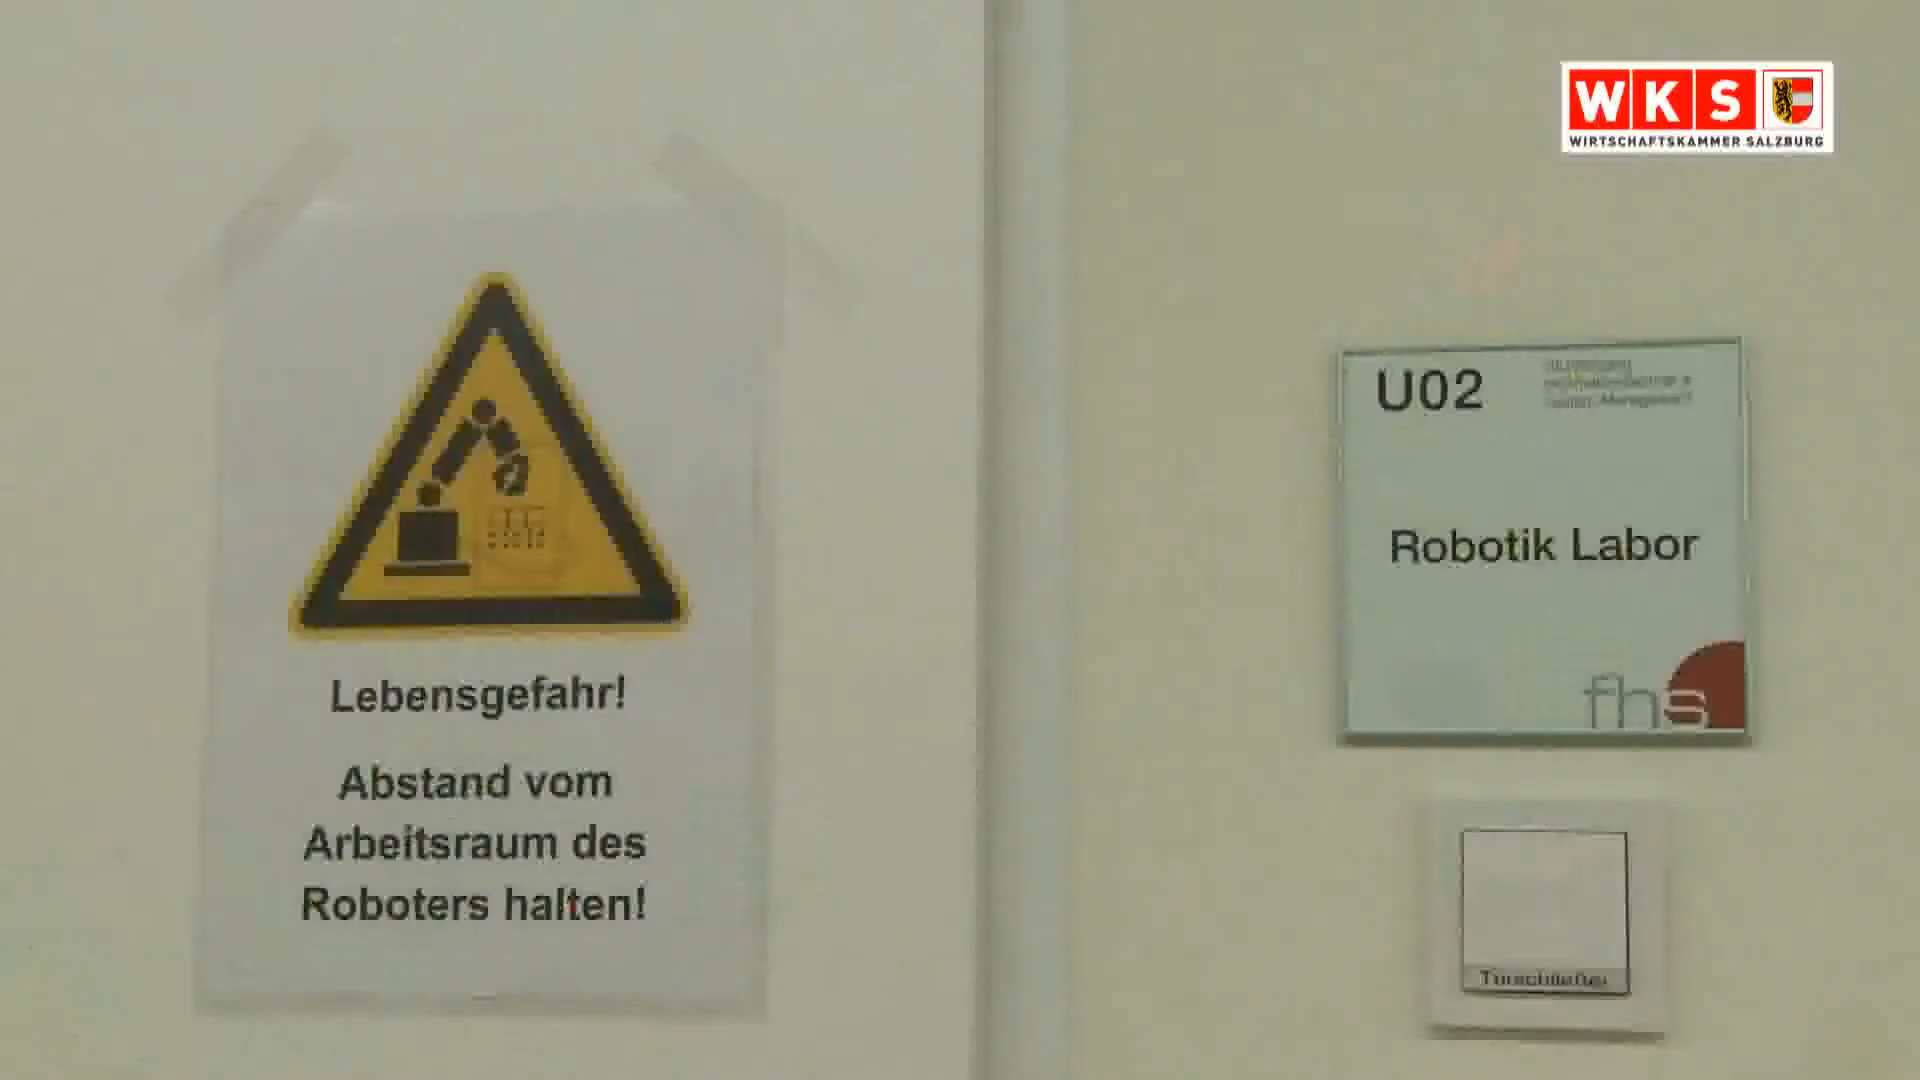 WKS
WIRTSCHAFTSKAMMER SALZBURG
Lebensgefahr!
Abstand vom
Arbeitsraum des
Roboters halten!
U02
Robotik Labor
fhs
Türschließer